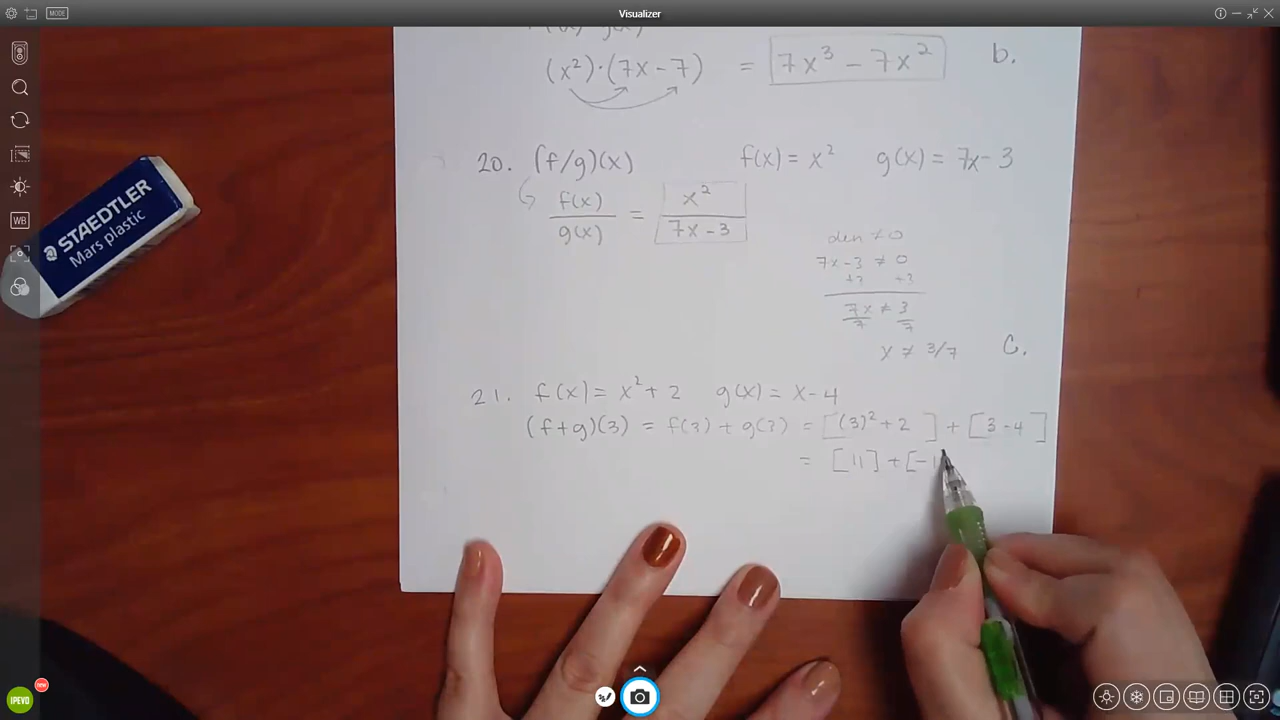 MODE
Visualizer
(x²)·(7x-7) = 7x³ - 7x² b.
20. (f/g)(x) f(x) = x² g(x) = 7x-3
f(x)/g(x) = x²/7x-3
den ≠ 0
7x-3 ≠ 0
+3 +3
7x/7 ≠ 3/7
x ≠ 3/7 C.
21. f(x) = x²+2 g(x) = x-4
(f+g)(3) = f(3) + g(3) = [(3)²+2] + [3-4]
= [11] + [-1
STAEDTLER
Mars plastic
WB
IPEVO
new